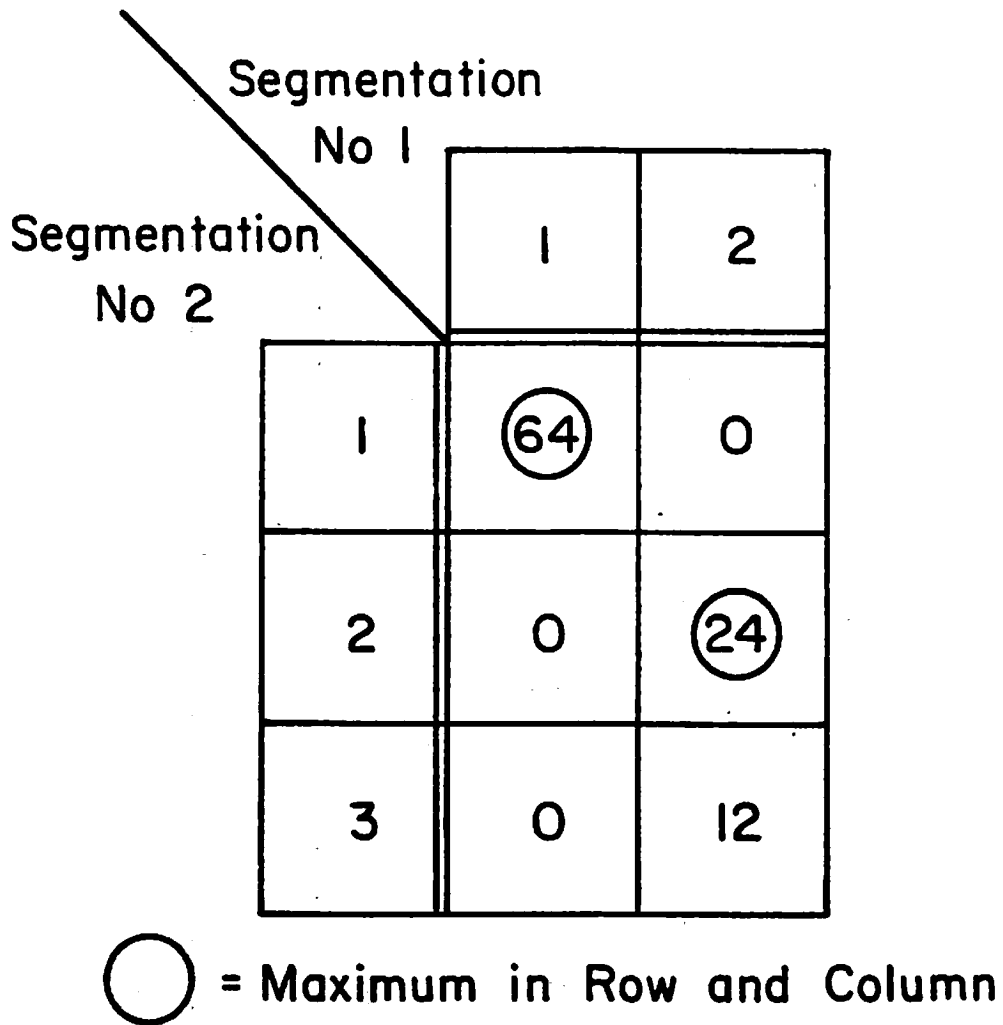 Segmentation
No 1
Segmentation
No 2
1 2
1 64 0
2 0 24
3 0 12
= Maximum in Row and Column